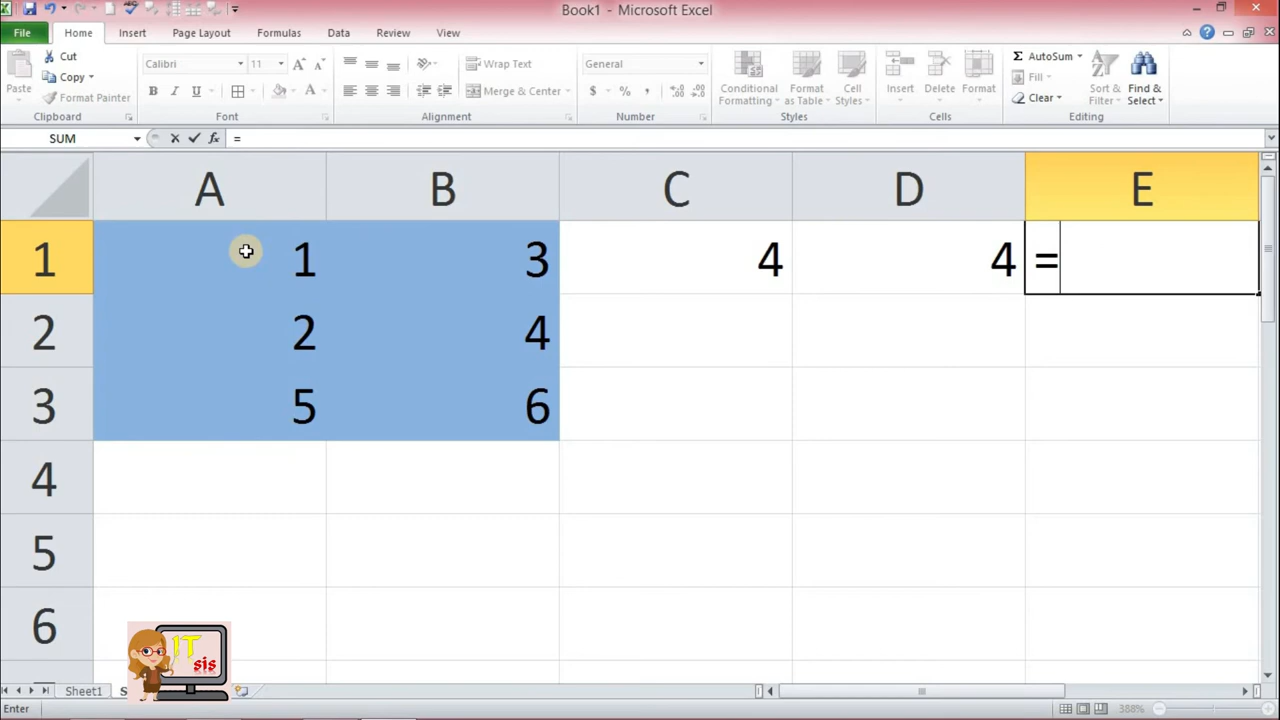 Book1 - Microsoft Excel
File Home Insert Page Layout Formulas Data Review View
Paste
Cut
Copy
Format Painter
Clipboard
Calibri 11
B I U
Font
Wrap Text
Merge & Center
Alignment
General
$ % ,
Number
Conditional Formatting
Format as Table
Cell Styles
Styles
Insert Delete Format
Cells
Σ AutoSum
Fill
Clear
Sort & Filter
Find & Select
Editing
SUM fx =
A B C D E
1 1 3 4 4 =
2 2 4
3 5 6
4
5
6
IT
sis
Sheet1 S
Enter 388%